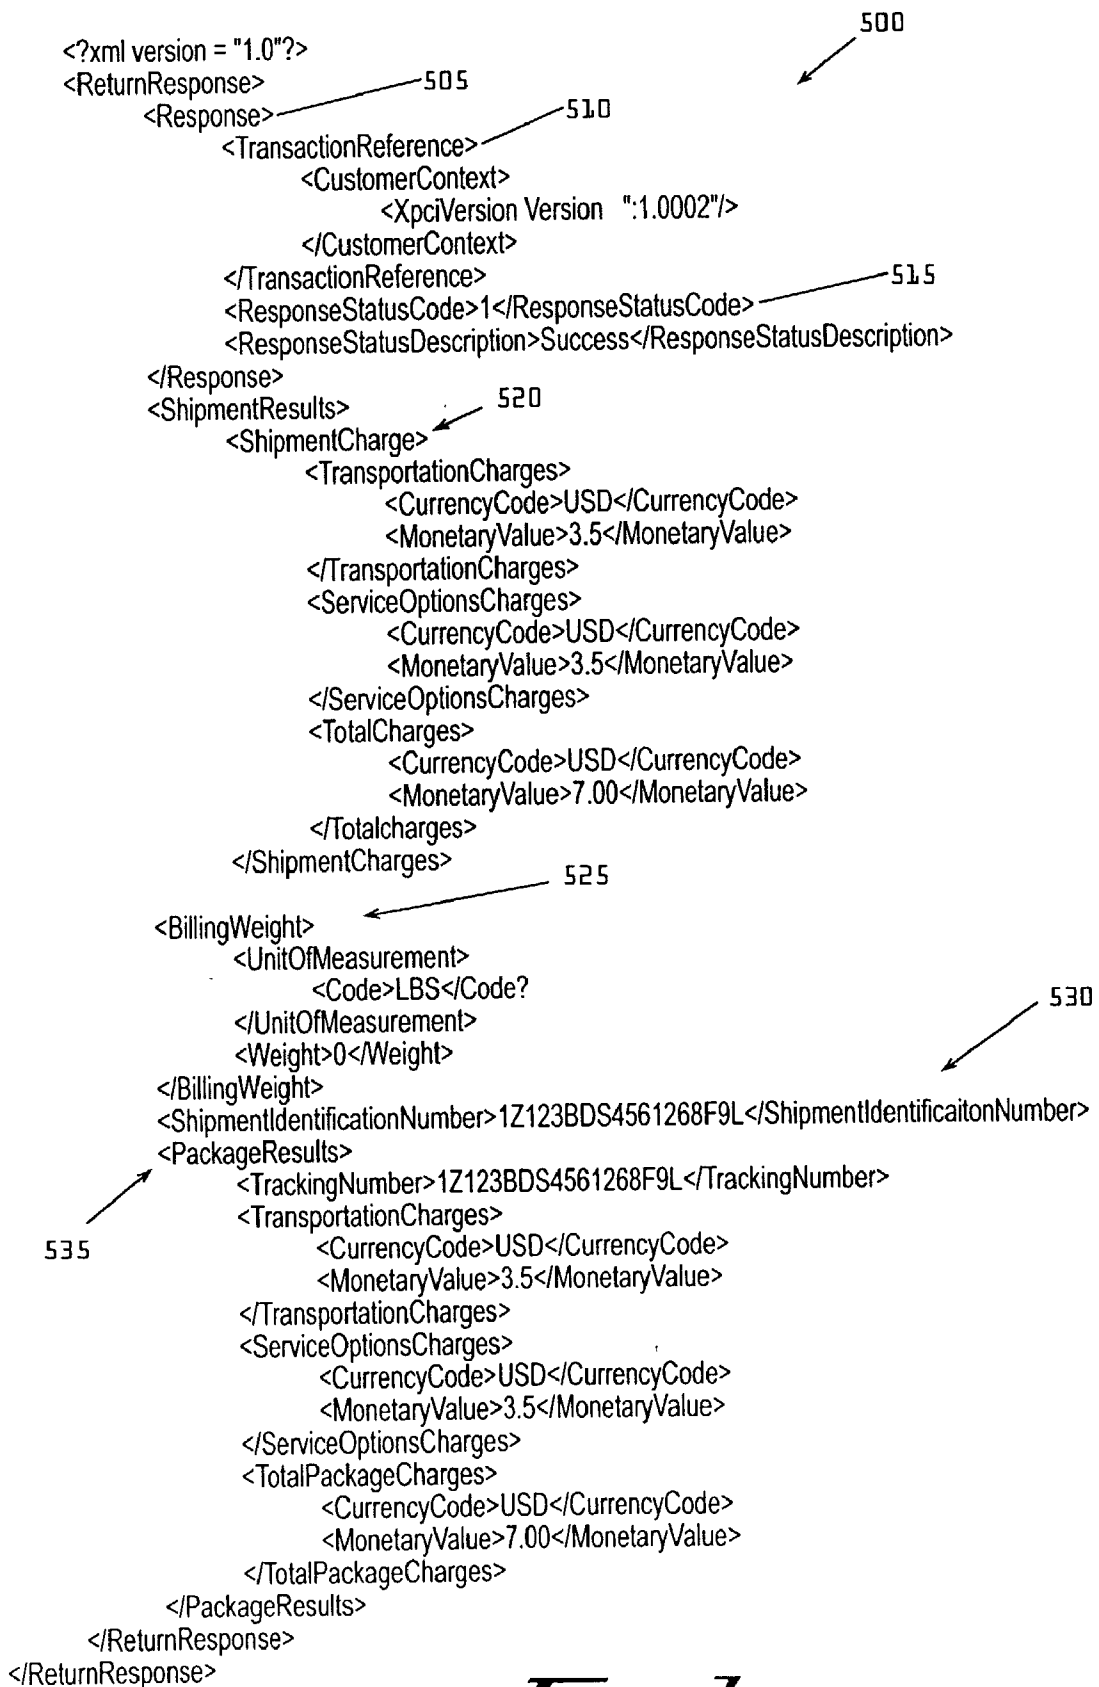 500
<?xml version = "1.0"?>
<ReturnResponse>
505
<Response>
510
<TransactionReference>
<CustomerContext>
<XpciVersion Version ":1.0002"/>
</CustomerContext>
</TransactionReference>
515
<ResponseStatusCode>1</ResponseStatusCode>
<ResponseStatusDescription>Success</ResponseStatusDescription>
</Response>
520
<ShipmentResults>
<ShipmentCharge>
<TransportationCharges>
<CurrencyCode>USD</CurrencyCode>
<MonetaryValue>3.5</MonetaryValue>
</TransportationCharges>
<ServiceOptionsCharges>
<CurrencyCode>USD</CurrencyCode>
<MonetaryValue>3.5</MonetaryValue>
</ServiceOptionsCharges>
<TotalCharges>
<CurrencyCode>USD</CurrencyCode>
<MonetaryValue>7.00</MonetaryValue>
</Totalcharges>
</ShipmentCharges>
525
<BillingWeight>
<UnitOfMeasurement>
<Code>LBS</Code?
530
</UnitOfMeasurement>
<Weight>0</Weight>
</BillingWeight>
<ShipmentIdentificationNumber>1Z123BDS4561268F9L</ShipmentIdentificaitonNumber>
<PackageResults>
<TrackingNumber>1Z123BDS4561268F9L</TrackingNumber>
<TransportationCharges>
535
<CurrencyCode>USD</CurrencyCode>
<MonetaryValue>3.5</MonetaryValue>
</TransportationCharges>
<ServiceOptionsCharges>
<CurrencyCode>USD</CurrencyCode>
<MonetaryValue>3.5</MonetaryValue>
</ServiceOptionsCharges>
<TotalPackageCharges>
<CurrencyCode>USD</CurrencyCode>
<MonetaryValue>7.00</MonetaryValue>
</TotalPackageCharges>
</PackageResults>
</ReturnResponse>
</ReturnResponse>